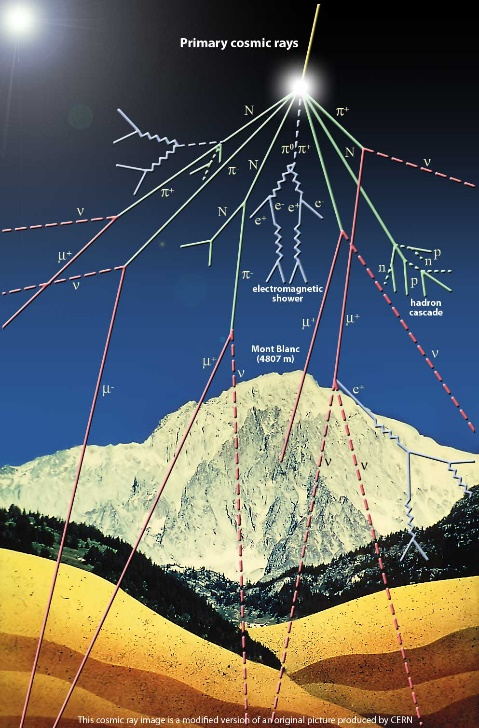 Primary cosmic rays
N
π⁺
π⁰
π⁺
N
π
N
π⁺
N
ν
e⁻
e⁺
e⁺
e
ν
μ⁺
ν
n
n
p
p
π⁻
electromagnetic
shower
hadron
cascade
μ⁺
μ⁺
Mont Blanc
(4807 m)
μ⁺
ν
ν
μ⁻
e⁺
ν
ν
This cosmic ray image is a modified version of an original picture produced by CERN